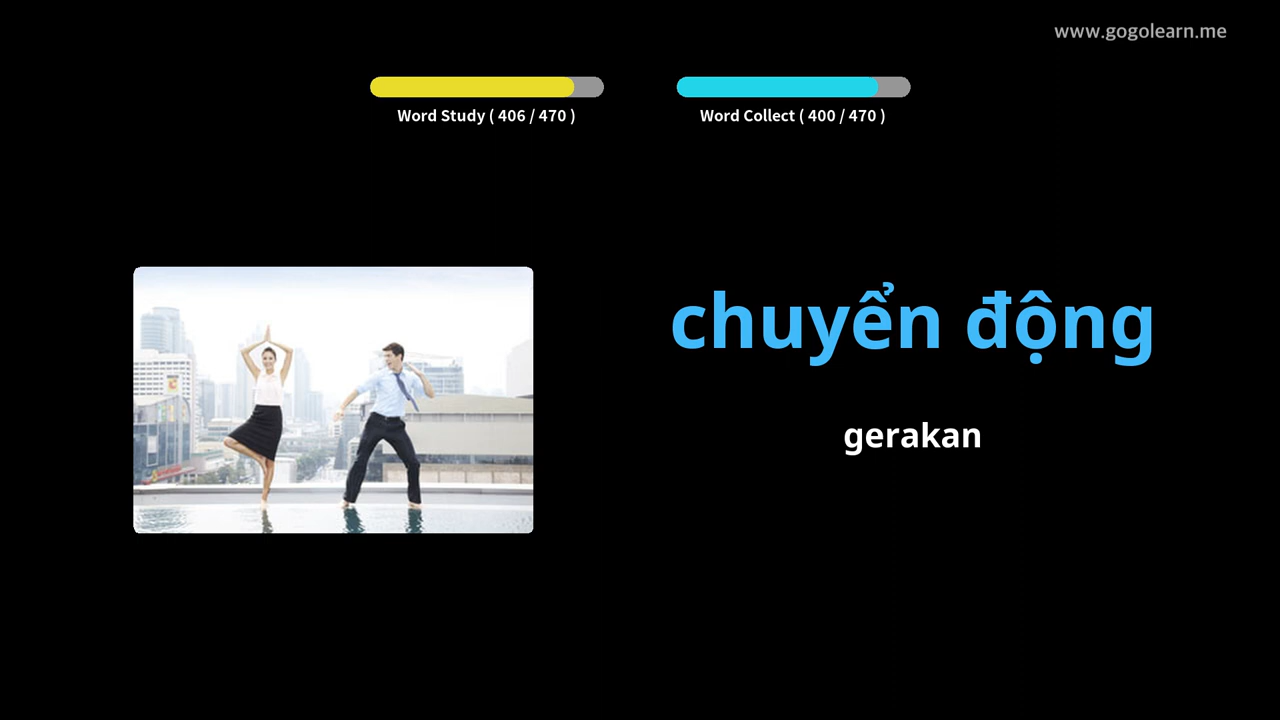 www.gogolearn.me
Word Study ( 406 / 470 )
Word Collect ( 400 / 470 )
chuyển động
gerakan